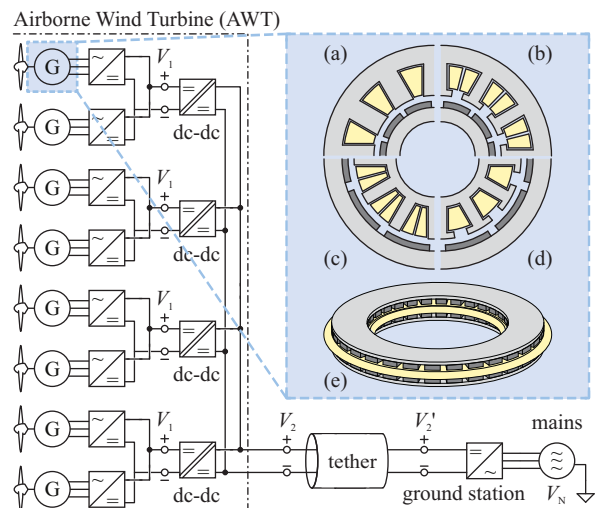 Airborne Wind Turbine (AWT)
G
~
=
V₁
+
=
dc-dc
=
=
G
~
=
G
~
=
V₁
+
=
dc-dc
=
=
G
~
=
G
~
=
V₁
+
=
dc-dc
=
=
G
~
=
G
~
=
V₁
+
=
dc-dc
=
=
G
~
=
(a)
(b)
(c)
(d)
(e)
V₂
+
=
tether
V₂'
+
=
=
~
ground station
mains
≈
V_N